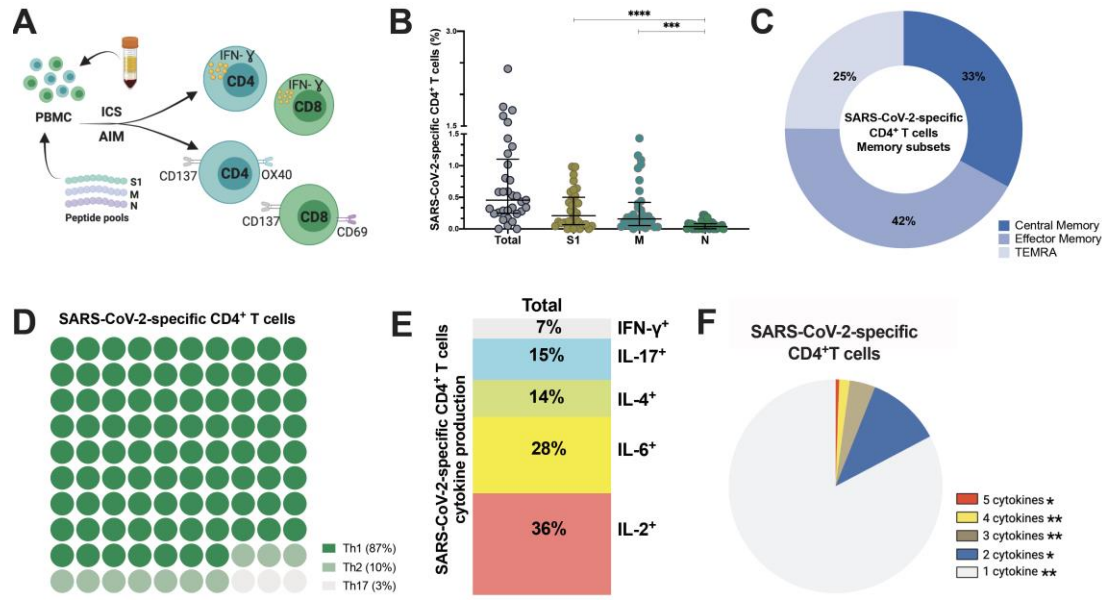 A
IFN-Ɣ
CD4
IFN-Ɣ
CD8
PBMC
ICS
AIM
CD4
CD137
OX40
S1
M
N
Peptide pools
CD137
CD8
CD69
B
SARS-CoV-2-specific CD4⁺ T cells (%)
****
***
3.0
1.5
1.5
1.0
0.5
0.0
Total
S1
M
N
C
25%
33%
SARS-CoV-2-specific
CD4⁺ T cells
Memory subsets
42%
Central Memory
Effector Memory
TEMRA
D
SARS-CoV-2-specific CD4⁺ T cells
Th1 (87%)
Th2 (10%)
Th17 (3%)
E
SARS-CoV-2-specific CD4⁺ T cells
cytokine production
Total
7% IFN-γ⁺
15% IL-17⁺
14% IL-4⁺
28% IL-6⁺
36% IL-2⁺
F
SARS-CoV-2-specific
CD4⁺T cells
5 cytokines *
4 cytokines **
3 cytokines **
2 cytokines *
1 cytokine **